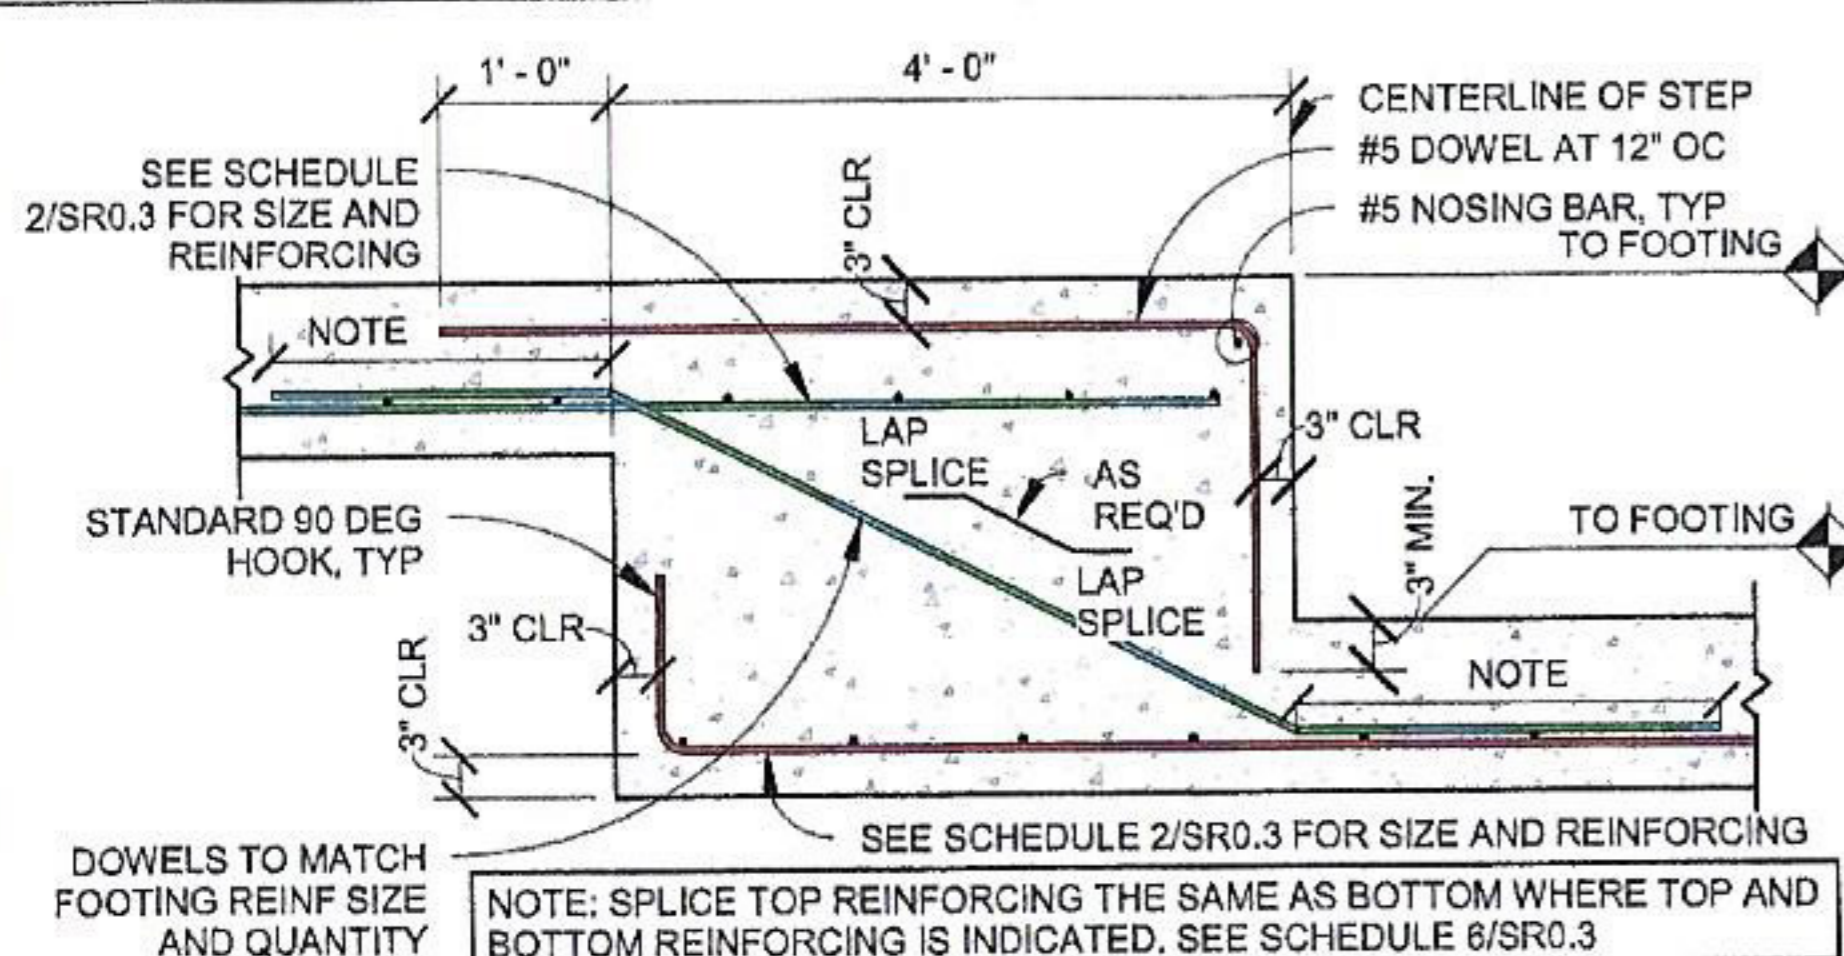 1' - 0"
4' - 0"
CENTERLINE OF STEP
#5 DOWEL AT 12" OC
#5 NOSING BAR, TYP
TO FOOTING
SEE SCHEDULE
2/SR0.3 FOR SIZE AND
REINFORCING
3" CLR
NOTE
LAP
SPLICE
AS
REQ'D
3" CLR
3" MIN.
TO FOOTING
STANDARD 90 DEG
HOOK, TYP
LAP
SPLICE
3" CLR
3" CLR
NOTE
SEE SCHEDULE 2/SR0.3 FOR SIZE AND REINFORCING
DOWELS TO MATCH
FOOTING REINF SIZE
AND QUANTITY
NOTE: SPLICE TOP REINFORCING THE SAME AS BOTTOM WHERE TOP AND
BOTTOM REINFORCING IS INDICATED. SEE SCHEDULE 6/SR0.3